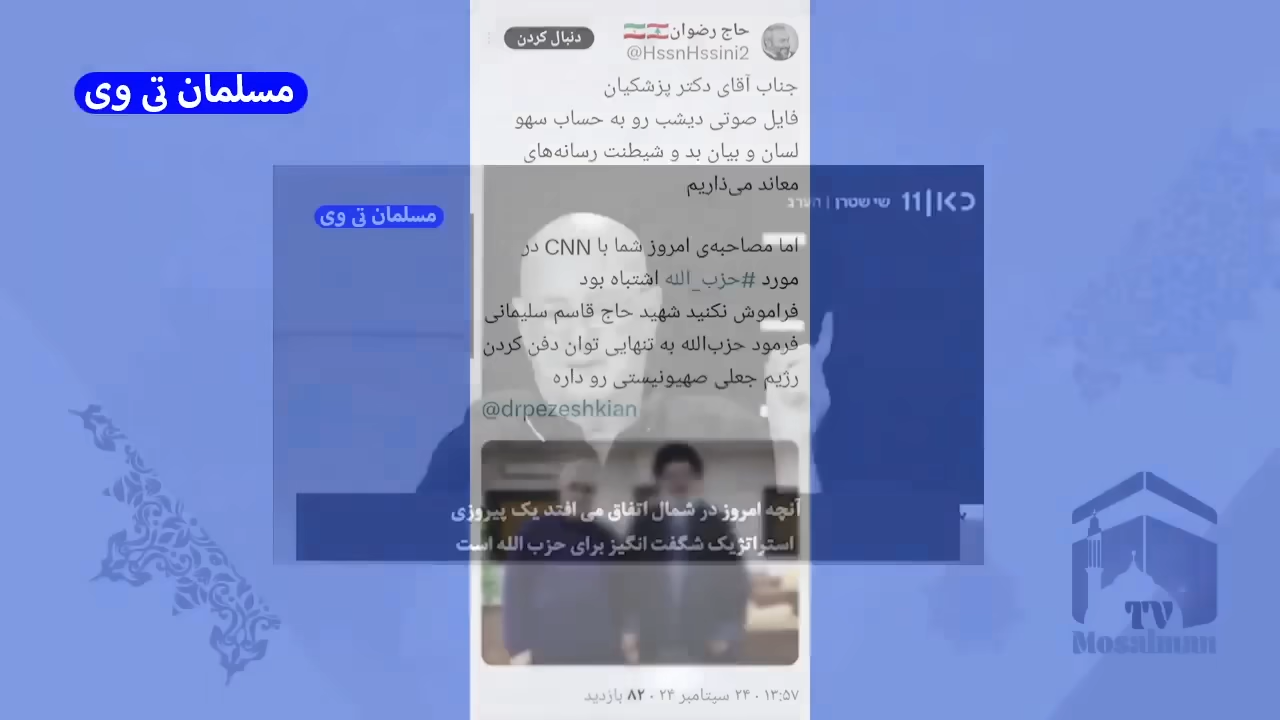 حاج رضوان
دنبال کردن
@HssnHssini2
مسلمان تی وی
جناب آقای دکتر پزشکیان
فایل صوتی دیشب رو به حساب سهو
لسان و بیان بد و شیطنت رسانه‌های
معاند می‌ذاریم
כאן|11 שי שטרן |
مسلمان تی وی
اما مصاحبه‌ی امروز شما با CNN در
مورد #حزب_الله اشتباه بود
فراموش نکنید شهید حاج قاسم سلیمانی
فرمود حزب‌الله به تنهایی توان دفن کردن
رژیم جعلی صهیونیستی رو داره
@drpezeshkian
آنچه امروز در شمال اتفاق می افتد یک پیروزی
استراتژیک شگفت انگیز برای حزب الله است
TV
Mosalman
۱۳:۵۷ · ۲۴ سپتامبر ۲۴ · ۸۲ بازدید